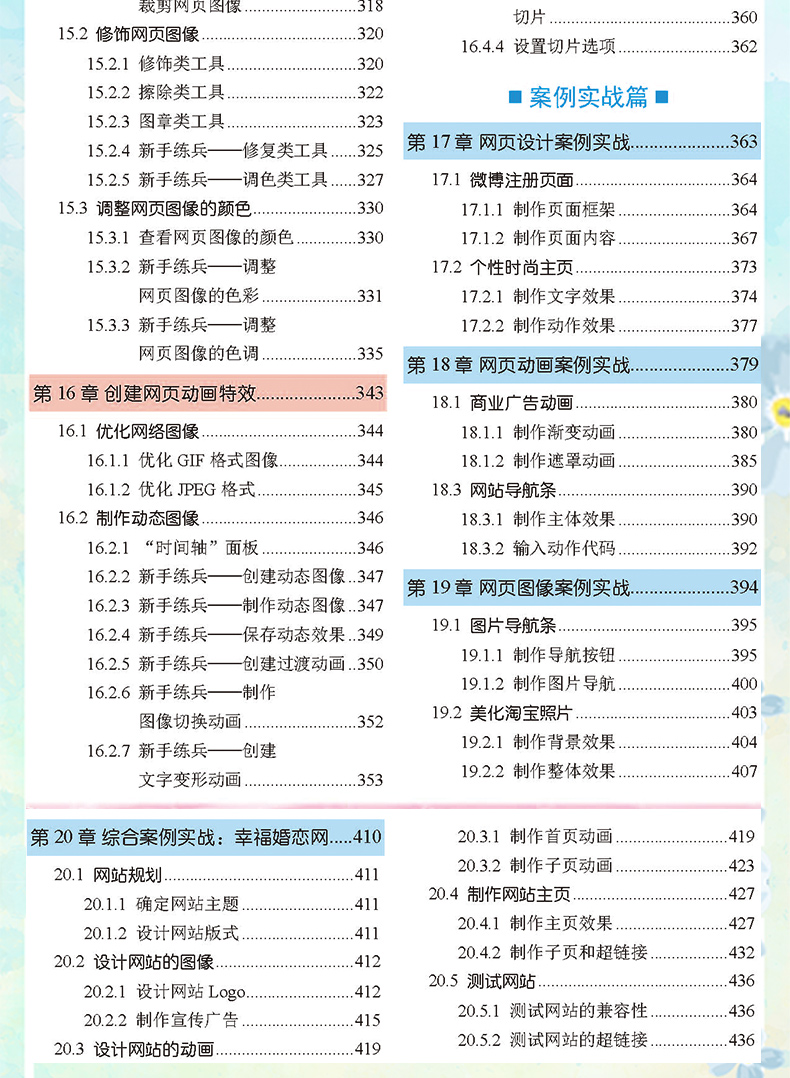 裁剪网页图像........................318
15.2 修饰网页图像........................320
15.2.1 修饰类工具........................320
15.2.2 擦除类工具........................322
15.2.3 图章类工具........................323
15.2.4 新手练兵——修复类工具......325
15.2.5 新手练兵——调色类工具......327
15.3 调整网页图像的颜色........................330
15.3.1 查看网页图像的颜色............330
15.3.2 新手练兵——调整
网页图像的色彩..................331
15.3.3 新手练兵——调整
网页图像的色调..................335
第 16 章 创建网页动画特效.....................343
16.1 优化网络图像........................344
16.1.1 优化 GIF 格式图像...............344
16.1.2 优化 JPEG 格式...................345
16.2 制作动态图像........................346
16.2.1 “时间轴”面板..................346
16.2.2 新手练兵——创建动态图像..347
16.2.3 新手练兵——制作动态图像..347
16.2.4 新手练兵——保存动态效果..349
16.2.5 新手练兵——创建过渡动画..350
16.2.6 新手练兵——制作
图像切换动画.....................352
16.2.7 新手练兵——创建
文字变形动画.....................353
切片........................360
16.4.4 设置切片选项.....................362
■ 案例实战篇 ■
第 17 章 网页设计案例实战.....................363
17.1 微博注册页面........................364
17.1.1 制作页面框架.....................364
17.1.2 制作页面内容.....................367
17.2 个性时尚主页........................373
17.2.1 制作文字效果.....................374
17.2.2 制作动作效果.....................377
第 18 章 网页动画案例实战.....................379
18.1 商业广告动画........................380
18.1.1 制作渐变动画.....................380
18.1.2 制作遮罩动画.....................385
18.3 网站导航条........................390
18.3.1 制作主体效果.....................390
18.3.2 输入动作代码.....................392
第 19 章 网页图像案例实战.....................394
19.1 图片导航条........................395
19.1.1 制作导航按钮.....................395
19.1.2 制作图片导航.....................400
19.2 美化淘宝照片........................403
19.2.1 制作背景效果.....................404
19.2.2 制作整体效果.....................407
第 20 章 综合案例实战：幸福婚恋网.....410
20.1 网站规划........................411
20.1.1 确定网站主题.....................411
20.1.2 设计网站版式.....................411
20.2 设计网站的图像........................412
20.2.1 设计网站 Logo.....................412
20.2.2 制作宣传广告.....................415
20.3 设计网站的动画........................419
20.3.1 制作首页动画.....................419
20.3.2 制作子页动画.....................423
20.4 制作网站主页........................427
20.4.1 制作主页效果.....................427
20.4.2 制作子页和超链接...............432
20.5 测试网站........................436
20.5.1 测试网站的兼容性...............436
20.5.2 测试网站的超链接...............436